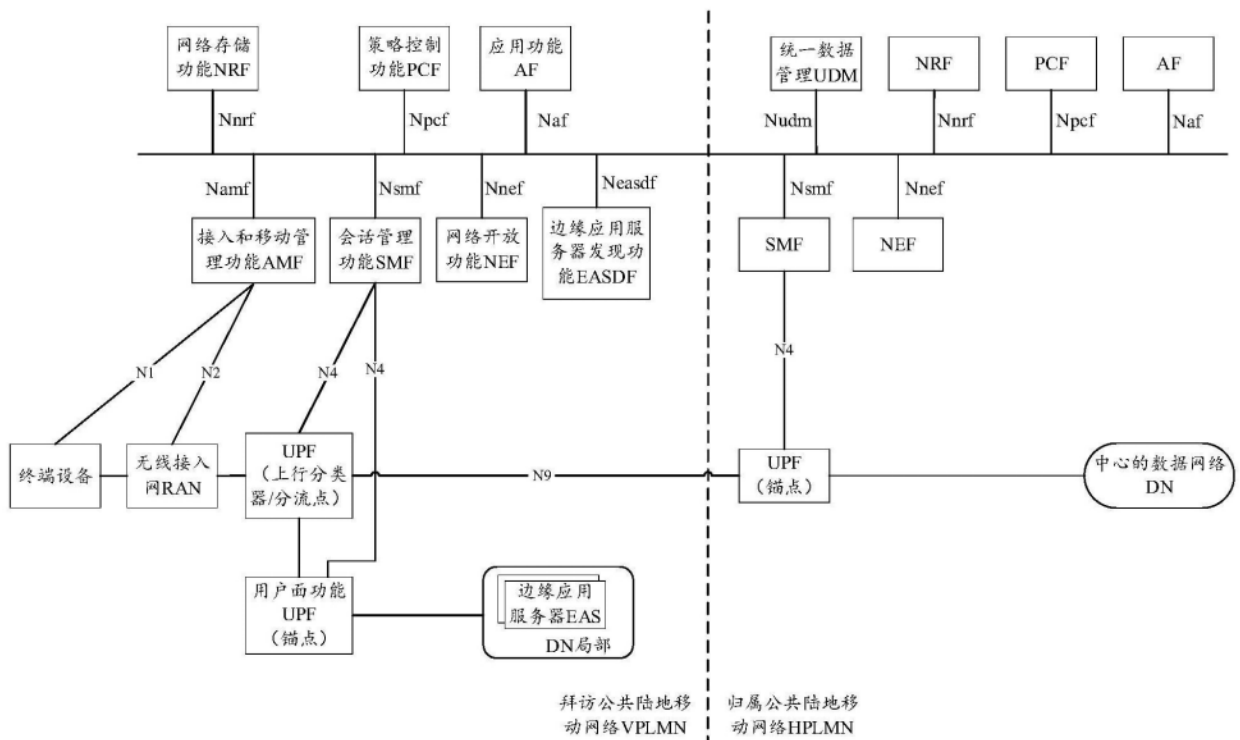 网络存储
功能NRF
策略控制
功能PCF
应用功能
AF
统一数据
管理UDM
NRF
PCF
AF
Nnrf
Npcf
Naf
Nudm
Nnrf
Npcf
Naf
Namf
Nsmf
Nnef
Neasdf
Nsmf
Nnef
接入和移动管
理功能AMF
会话管理
功能SMF
网络开放
功能NEF
边缘应用服
务器发现功
能EASDF
SMF
NEF
N1
N2
N4
N4
N4
终端设备
无线接入
网RAN
UPF
（上行分类
器/分流点）
N9
UPF
（锚点）
中心的数据网络
DN
用户面功能
UPF
（锚点）
边缘应用
服务器EAS
DN局部
拜访公共陆地移
动网络VPLMN
归属公共陆地移
动网络HPLMN